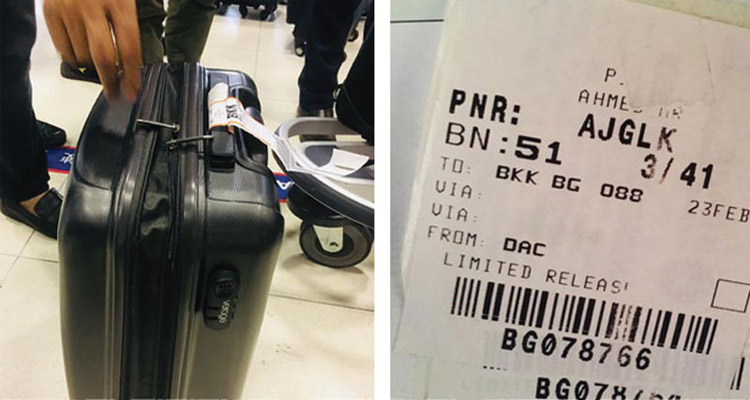 BKK
P.
AHMED MR
PNR: AJGLK
BN:51 3/41
TO: BKK BG 088 23FEB
VIA:
VIA:
FROM: DAC
LIMITED RELEAS
BG078766